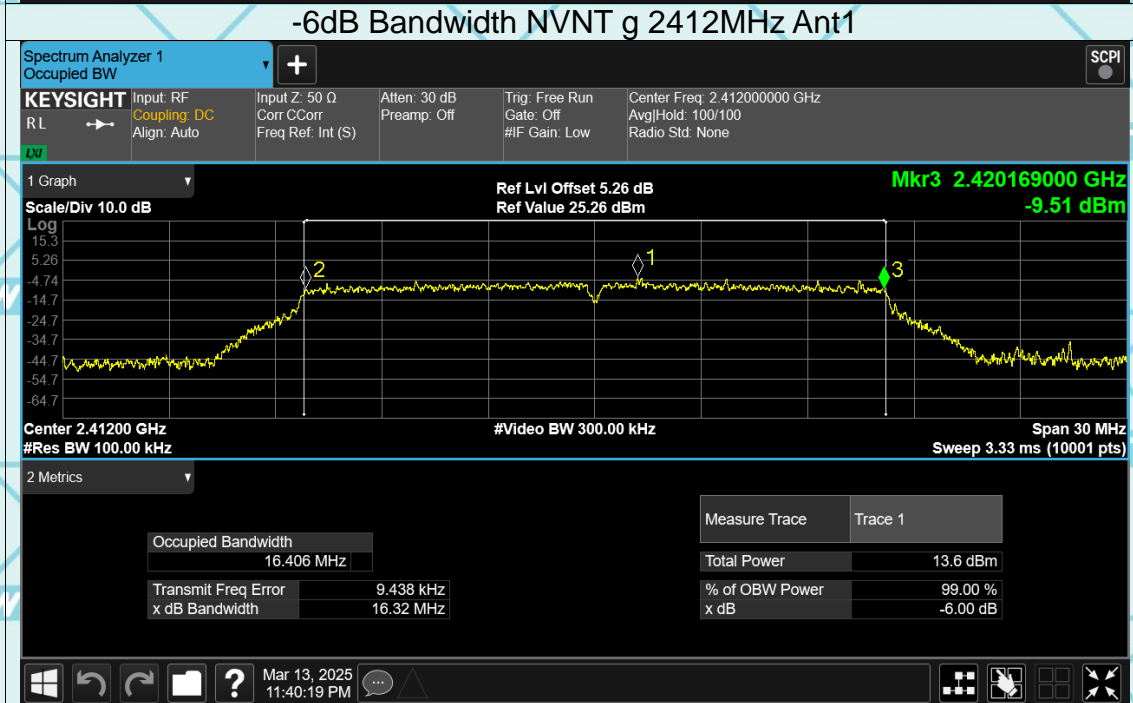 -6dB Bandwidth NVNT g 2412MHz Ant1
Spectrum Analyzer 1
Occupied BW
SCPI
KEYSIGHT
RL
LXI
Input: RF
Coupling: DC
Align: Auto
Input Z: 50 Ω
Corr CCorr
Freq Ref: Int (S)
Atten: 30 dB
Preamp: Off
Trig: Free Run
Gate: Off
#IF Gain: Low
Center Freq: 2.412000000 GHz
Avg|Hold: 100/100
Radio Std: None
1 Graph
Scale/Div 10.0 dB
Ref Lvl Offset 5.26 dB
Ref Value 25.26 dBm
Mkr3 2.420169000 GHz
-9.51 dBm
Log
15.3
5.26
-4.74
-14.7
-24.7
-34.7
-44.7
-54.7
-64.7
2
1
3
Center 2.41200 GHz
#Res BW 100.00 kHz
#Video BW 300.00 kHz
Span 30 MHz
Sweep 3.33 ms (10001 pts)
2 Metrics
Occupied Bandwidth
16.406 MHz
Transmit Freq Error 9.438 kHz
x dB Bandwidth 16.32 MHz
Measure Trace Trace 1
Total Power 13.6 dBm
% of OBW Power 99.00 %
x dB -6.00 dB
?
Mar 13, 2025
11:40:19 PM